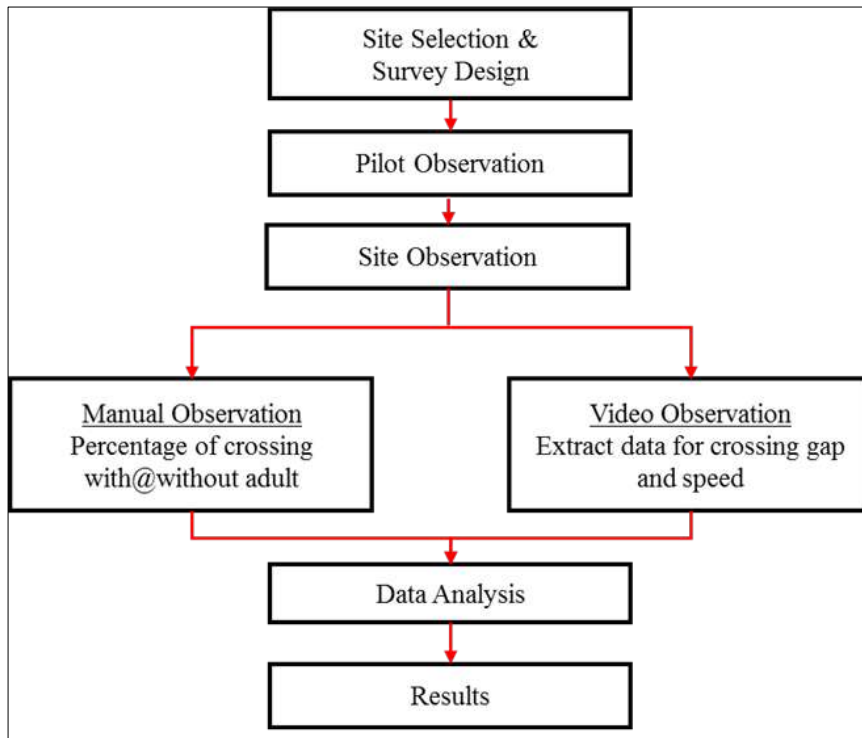 Site Selection &
Survey Design
Pilot Observation
Site Observation
Manual Observation
Percentage of crossing
with@without adult
Video Observation
Extract data for crossing gap
and speed
Data Analysis
Results